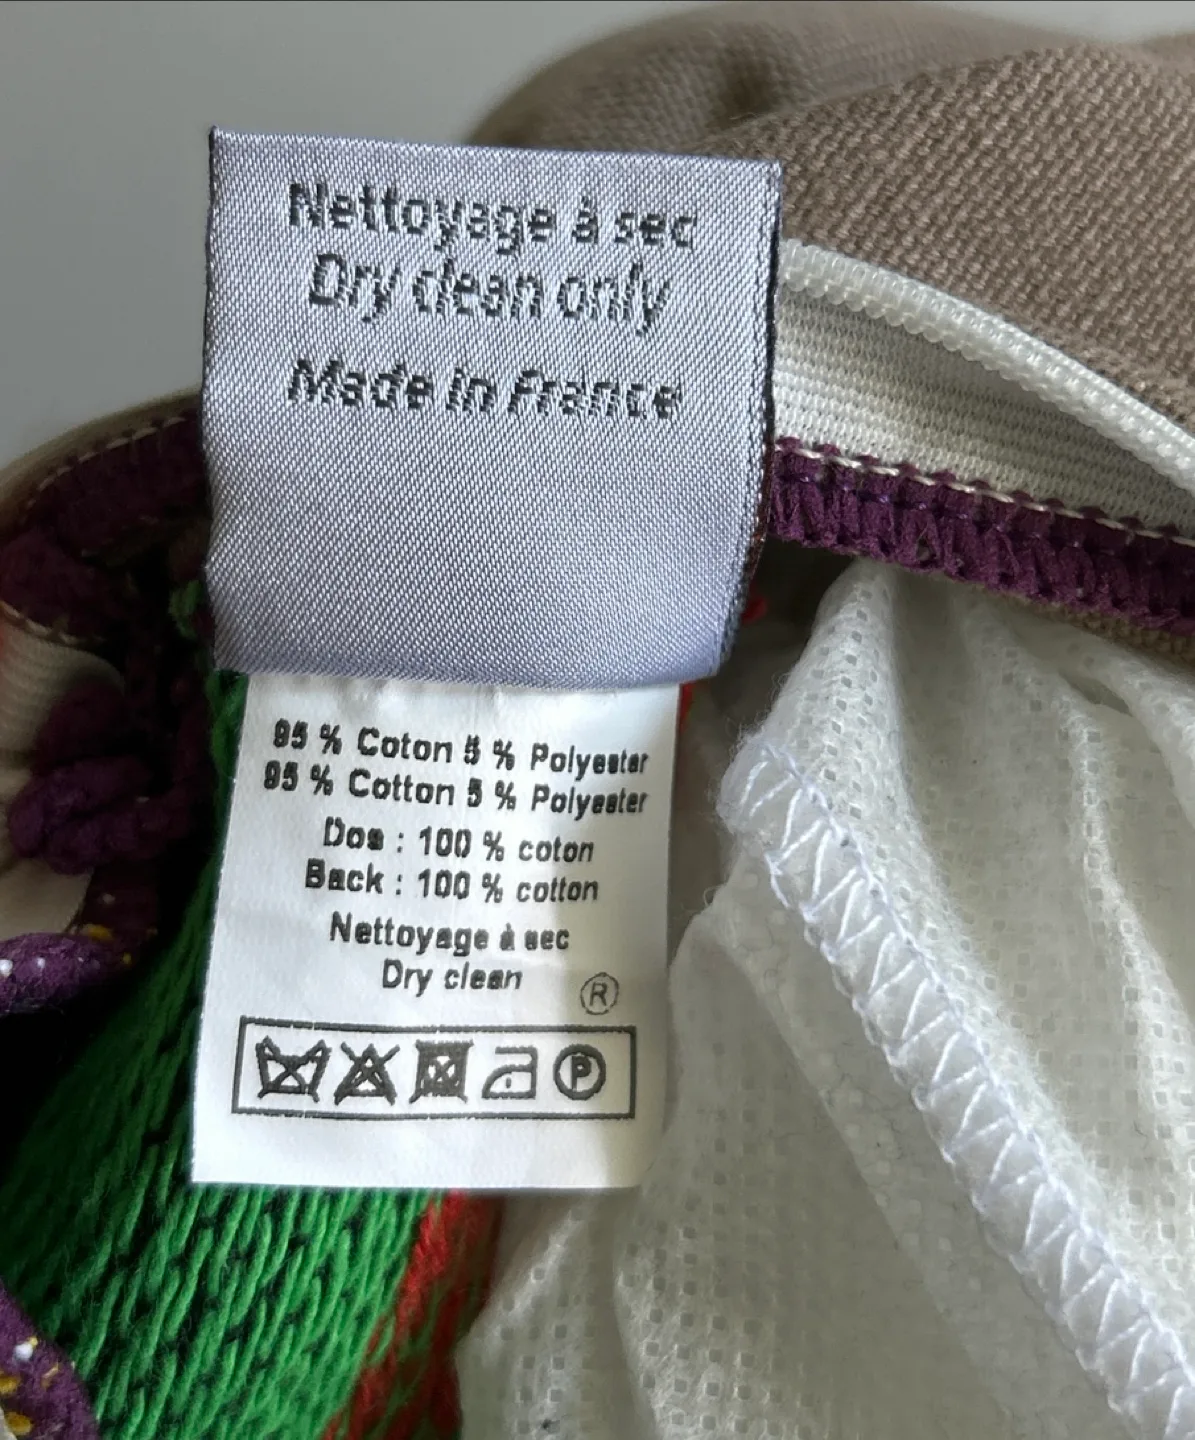 Nettoyage à sec
Dry clean only
Made in France
95 % Coton 5 % Polyester
95 % Cotton 5 % Polyester
Dos : 100 % coton
Back : 100 % cotton
Nettoyage à sec
Dry clean
®
P